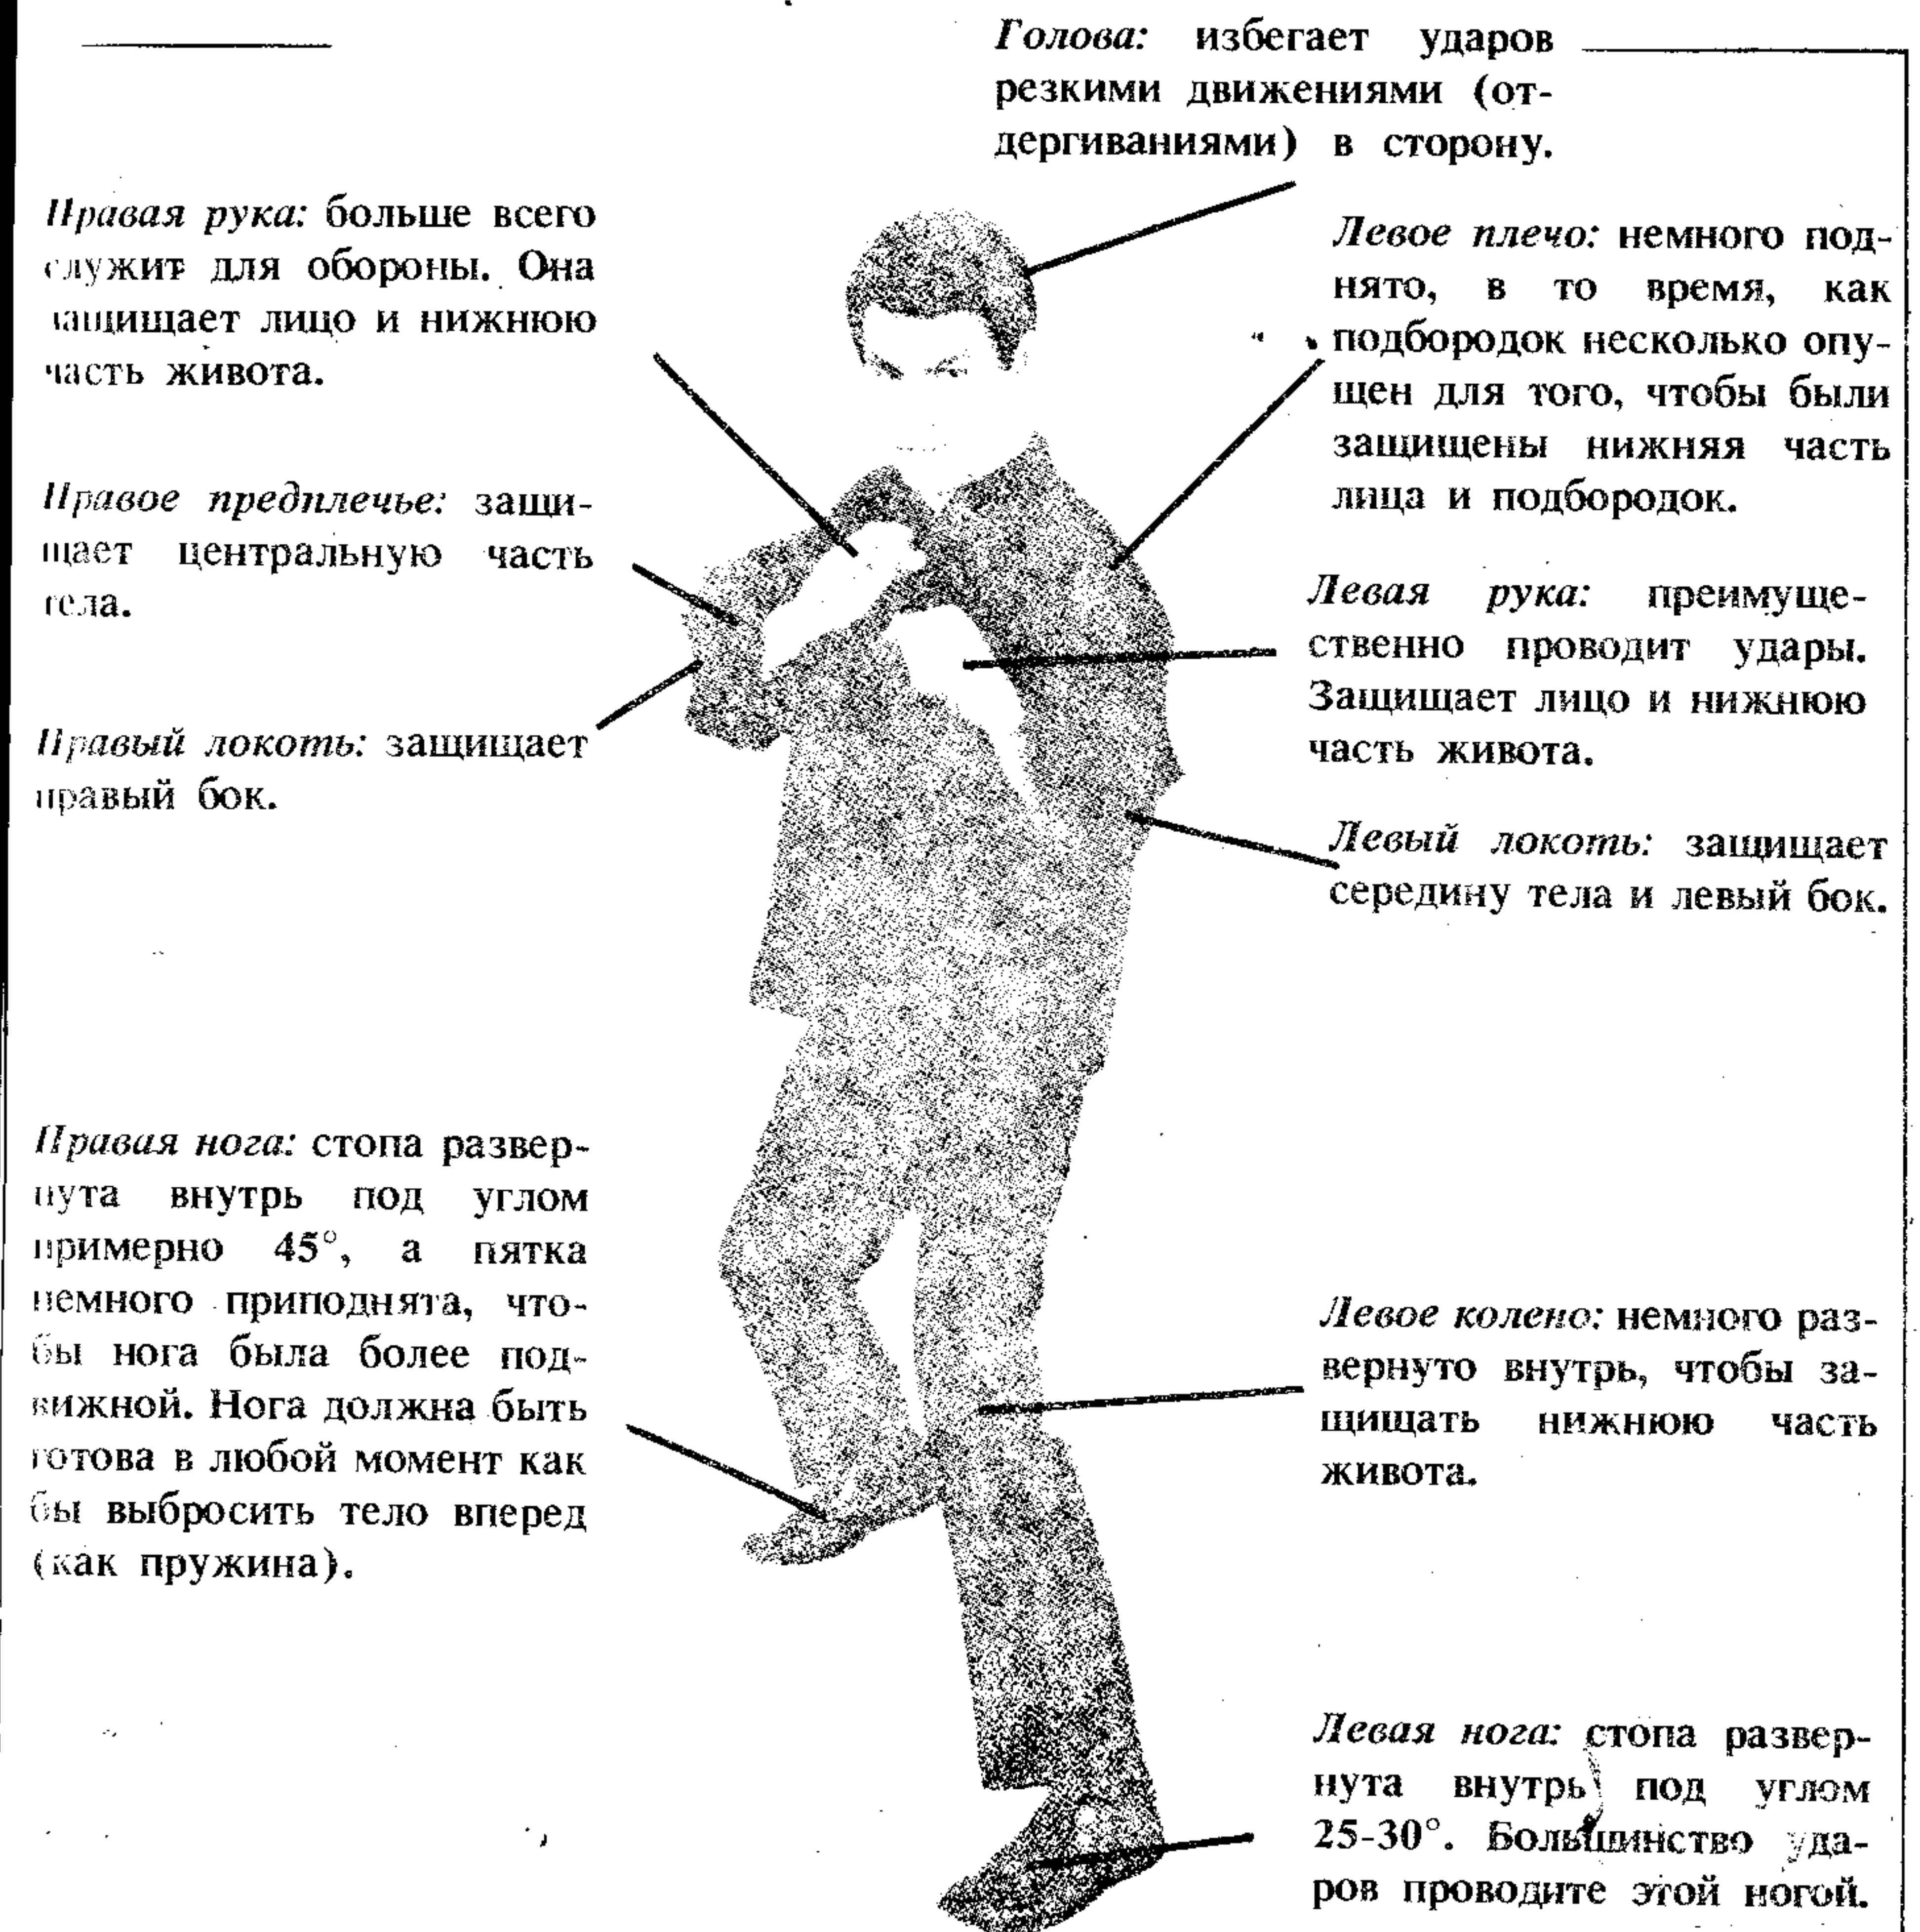 Голова: избегает ударов
резкими движениями (от-
дергиваниями) в сторону.
Правая рука: больше всего
служит для обороны. Она
защищает лицо и нижнюю
часть живота.
Правое предплечье: защи-
щает центральную часть
тела.
Правый локоть: защищает
правый бок.
Правая нога: стопа развер-
нута внутрь под углом
примерно 45°, а пятка
немного приподнята, что-
бы нога была более под-
вижной. Нога должна быть
готова в любой момент как
бы выбросить тело вперед
(как пружина).
Левое плечо: немного под-
нято, в то время, как
подбородок несколько опу-
щен для того, чтобы были
защищены нижняя часть
лица и подбородок.
Левая рука: преимуще-
ственно проводит удары.
Защищает лицо и нижнюю
часть живота.
Левый локоть: защищает
середину тела и левый бок.
Левое колено: немного раз-
вернуто внутрь, чтобы за-
щищать нижнюю часть
живота.
Левая нога: стопа развер-
нута внутрь под углом
25-30°. Большинство уда-
ров проводите этой ногой.